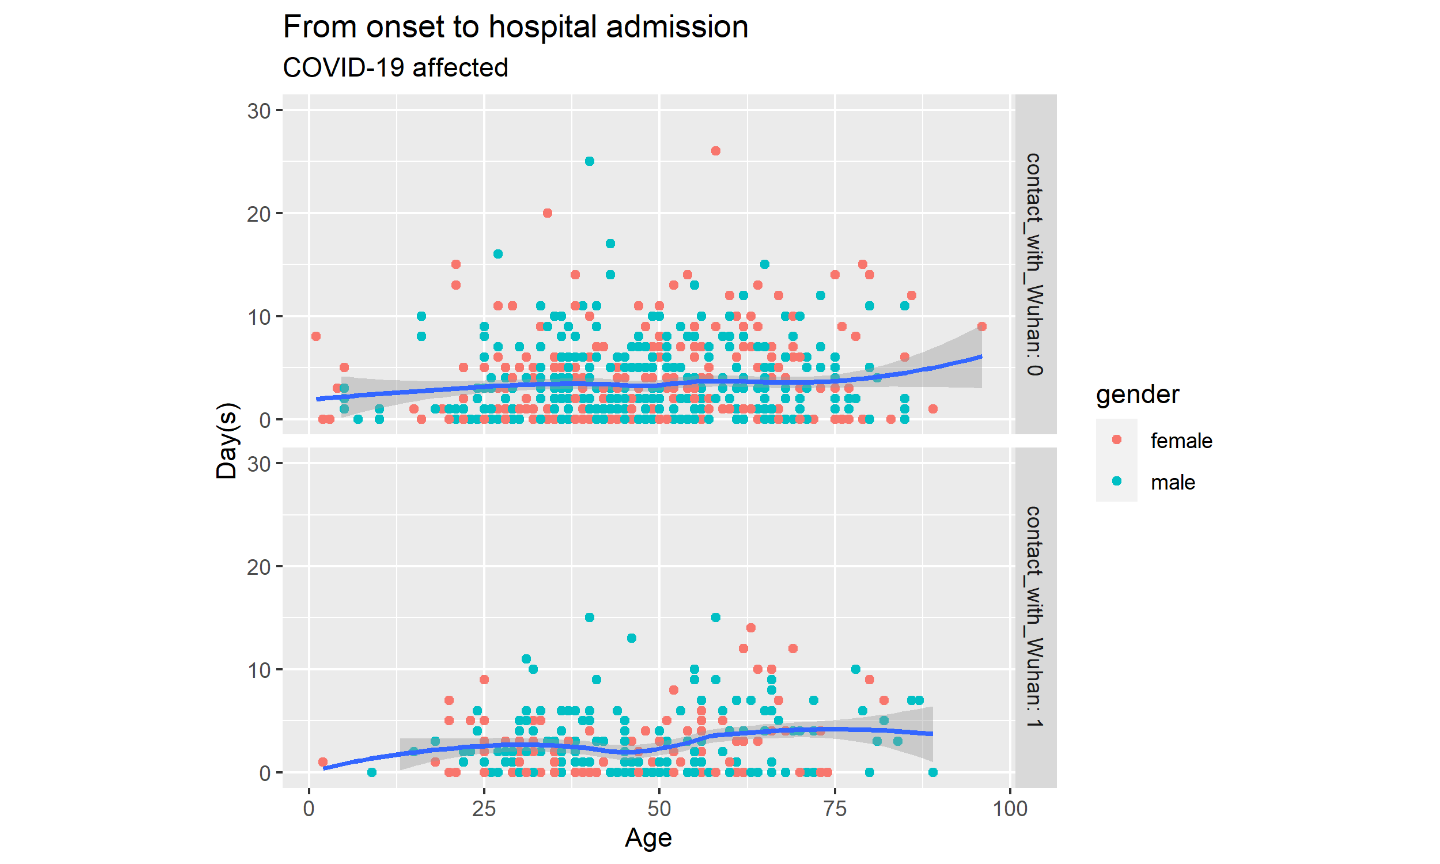 From onset to hospital admission
COVID-19 affected
30
20
10
0
contact_with_Wuhan: 0
Day(s)
30
20
10
0
contact_with_Wuhan: 1
0 25 50 75 100
Age
gender
female
male